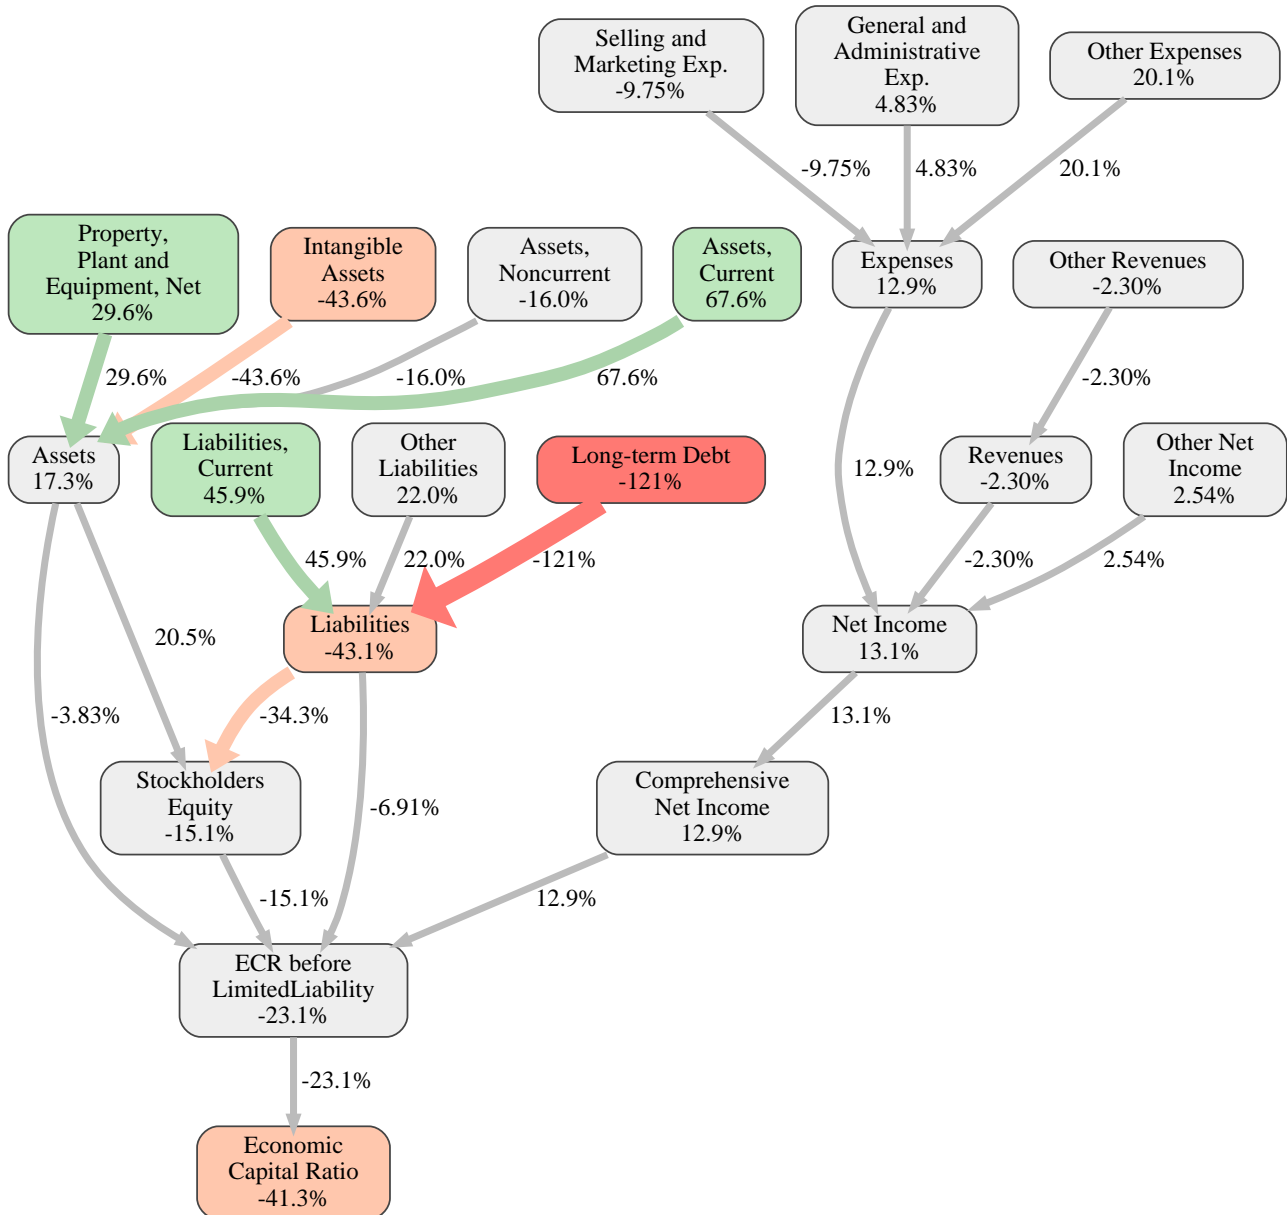 Selling and
Marketing Exp.
-9.75%
General and
Administrative
Exp.
4.83%
Other Expenses
20.1%
-9.75%
4.83%
20.1%
Property,
Plant and
Equipment, Net
29.6%
Intangible
Assets
-43.6%
Assets,
Noncurrent
-16.0%
Assets,
Current
67.6%
Expenses
12.9%
Other Revenues
-2.30%
29.6%
-43.6%
-16.0%
67.6%
-2.30%
Assets
17.3%
Liabilities,
Current
45.9%
Other
Liabilities
22.0%
Long-term Debt
-121%
12.9%
Revenues
-2.30%
Other Net
Income
2.54%
45.9%
22.0%
-121%
-2.30%
2.54%
20.5%
Liabilities
-43.1%
Net Income
13.1%
-3.83%
-34.3%
13.1%
Stockholders
Equity
-15.1%
-6.91%
Comprehensive
Net Income
12.9%
-15.1%
12.9%
ECR before
LimitedLiability
-23.1%
-23.1%
Economic
Capital Ratio
-41.3%